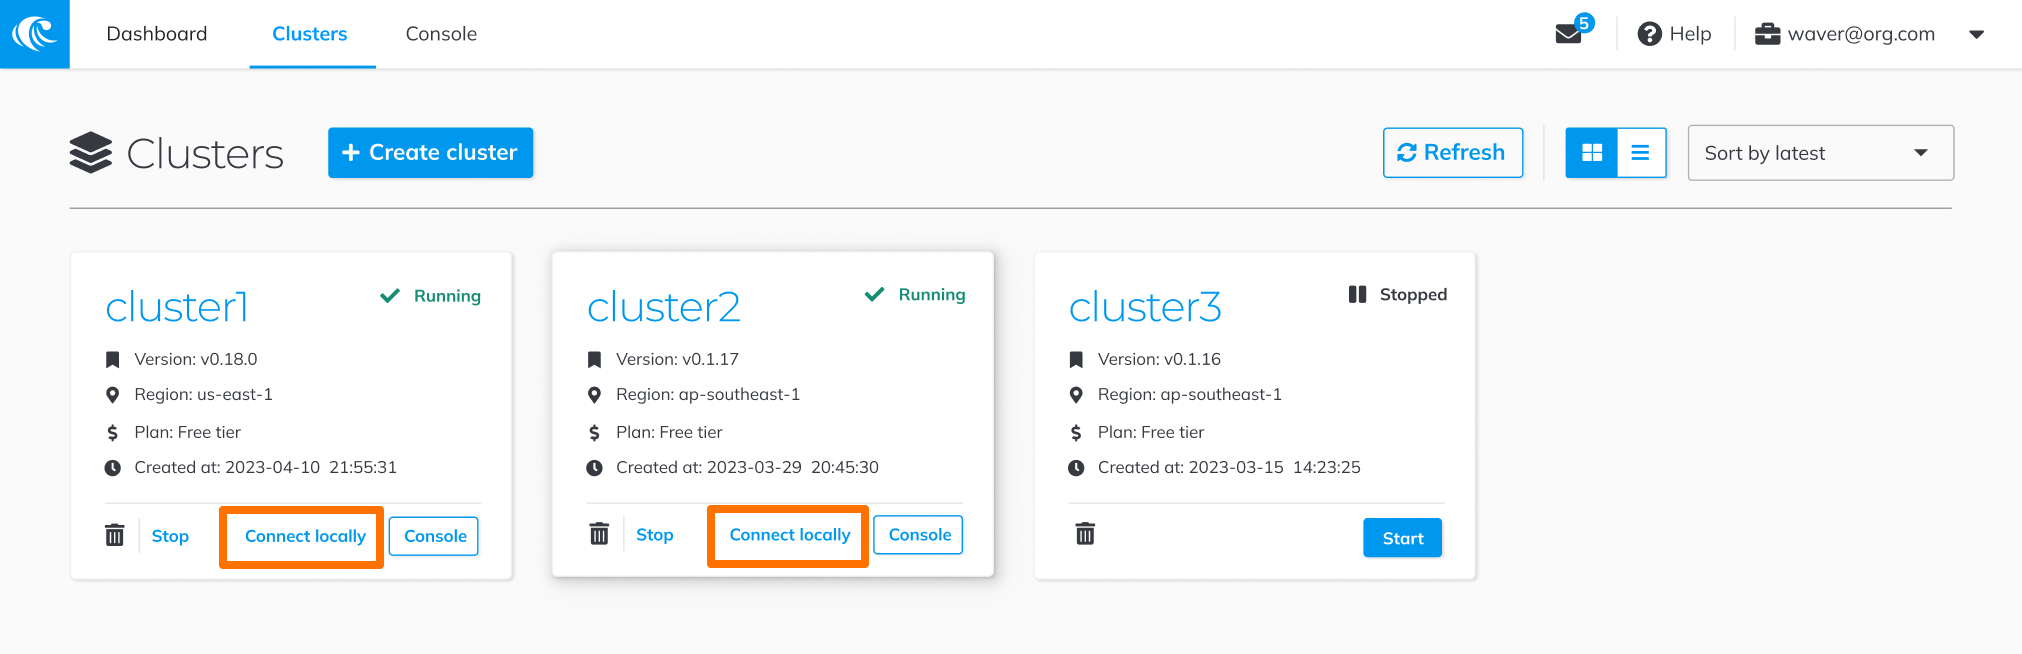 Dashboard
Clusters
Console
5
Help
waver@org.com
Clusters
+ Create cluster
Refresh
Sort by latest
cluster1
Running
Version: v0.18.0
Region: us-east-1
Plan: Free tier
Created at: 2023-04-10 21:55:31
Stop
Connect locally
Console
cluster2
Running
Version: v0.1.17
Region: ap-southeast-1
Plan: Free tier
Created at: 2023-03-29 20:45:30
Stop
Connect locally
Console
cluster3
Stopped
Version: v0.1.16
Region: ap-southeast-1
Plan: Free tier
Created at: 2023-03-15 14:23:25
Start